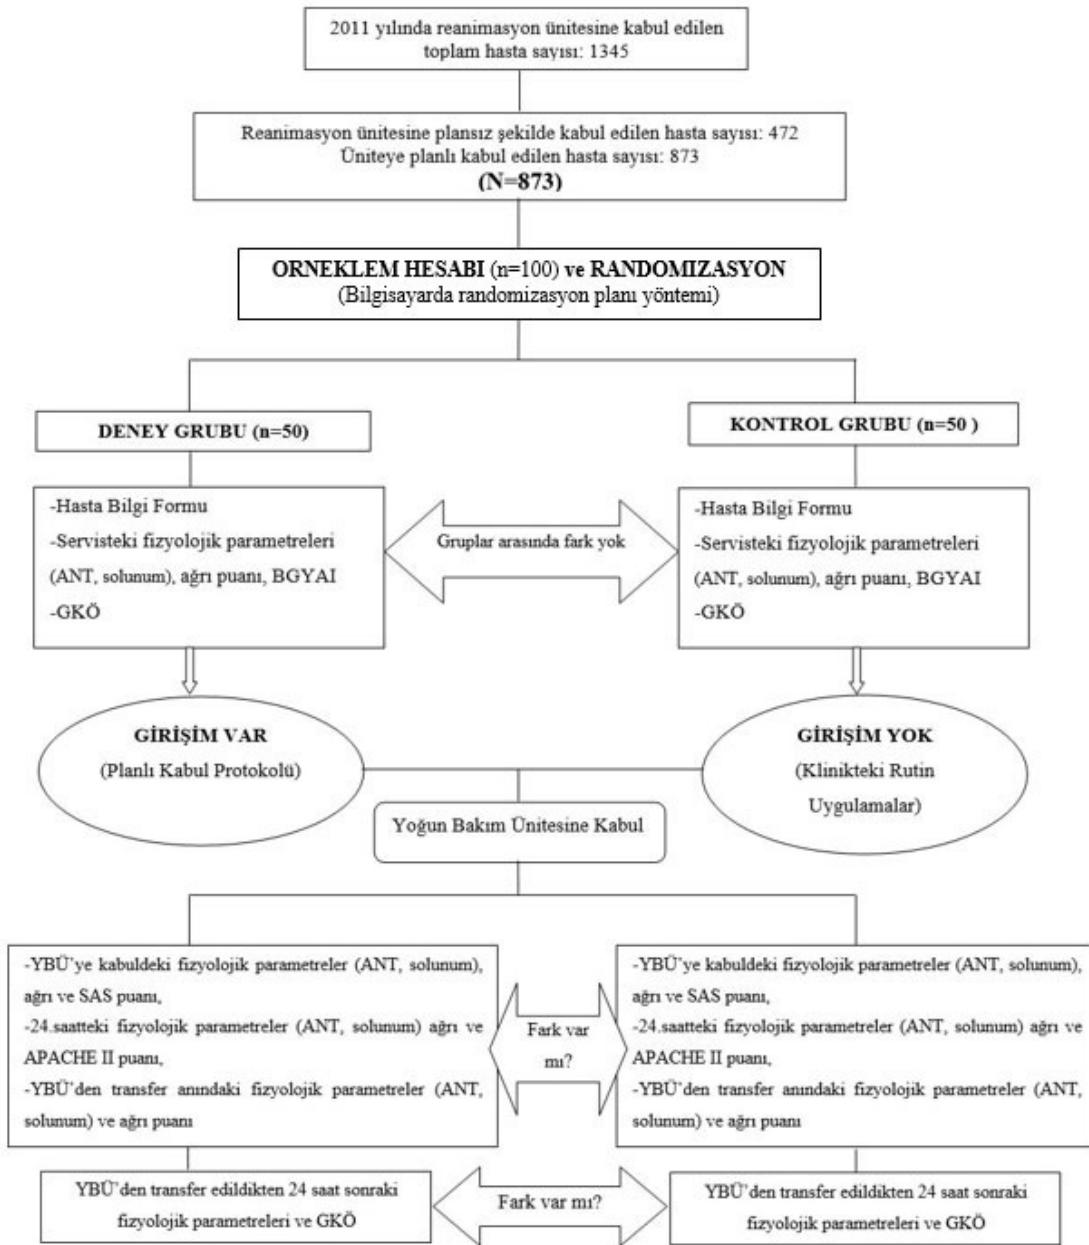 2011 yılında reanimasyon ünitesine kabul edilen
toplam hasta sayısı: 1345
Reanimasyon ünitesine plansız şekilde kabul edilen hasta sayısı: 472
Üniteye planlı kabul edilen hasta sayısı: 873
(N=873)
ORNEKLEM HESABI (n=100) ve RANDOMIZASYON
(Bilgisayarda randomizasyon planı yöntemi)
DENEY GRUBU (n=50)
KONTROL GRUBU (n=50 )
-Hasta Bilgi Formu
-Servisteki fizyolojik parametreleri
(ANT, solunum), ağrı puanı, BGYAI
-GKÖ
Gruplar arasında fark yok
-Hasta Bilgi Formu
-Servisteki fizyolojik parametreleri
(ANT, solunum), ağrı puanı, BGYAI
-GKÖ
GİRİŞİM VAR
(Planlı Kabul Protokolü)
GİRİŞİM YOK
(Klinikteki Rutin
Uygulamalar)
Yoğun Bakım Ünitesine Kabul
-YBÜ'ye kabuldeki fizyolojik parametreler (ANT, solunum),
ağrı ve SAS puanı,
-24.saatteki fizyolojik parametreler (ANT, solunum) ağrı ve
APACHE II puanı,
-YBÜ'den transfer anındaki fizyolojik parametreler (ANT,
solunum) ve ağrı puanı
Fark var
mı?
-YBÜ'ye kabuldeki fizyolojik parametreler (ANT, solunum),
ağrı ve SAS puanı,
-24.saatteki fizyolojik parametreler (ANT, solunum) ağrı ve
APACHE II puanı,
-YBÜ'den transfer anındaki fizyolojik parametreler (ANT,
solunum) ve ağrı puanı
YBÜ'den transfer edildikten 24 saat sonraki
fizyolojik parametreleri ve GKÖ
Fark var mı?
YBÜ'den transfer edildikten 24 saat sonraki
fizyolojik parametreleri ve GKÖ